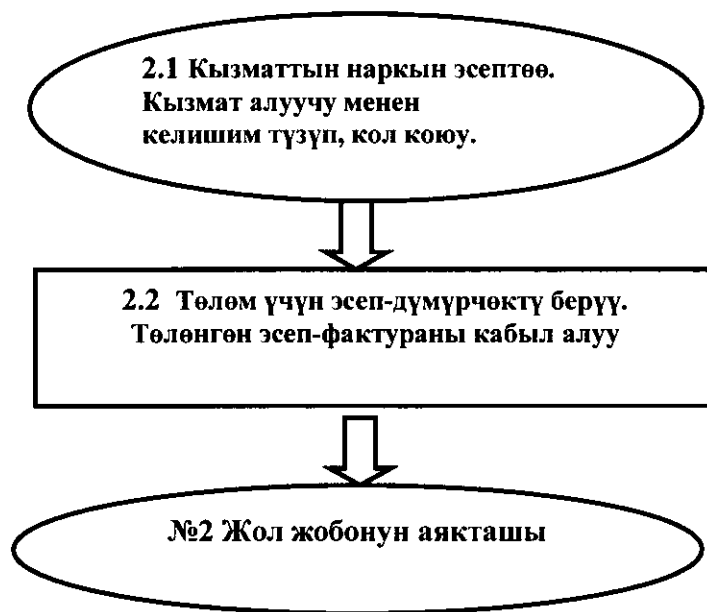 2.1 Кызматтын наркын эсептөө.
Кызмат алуучу менен
келишим түзүп, кол коюу.
2.2 Төлөм үчүн эсеп-дүмүрчөктү берүү.
Төлөнгөн эсеп-фактураны кабыл алуу
№2 Жол жобонун аякташы